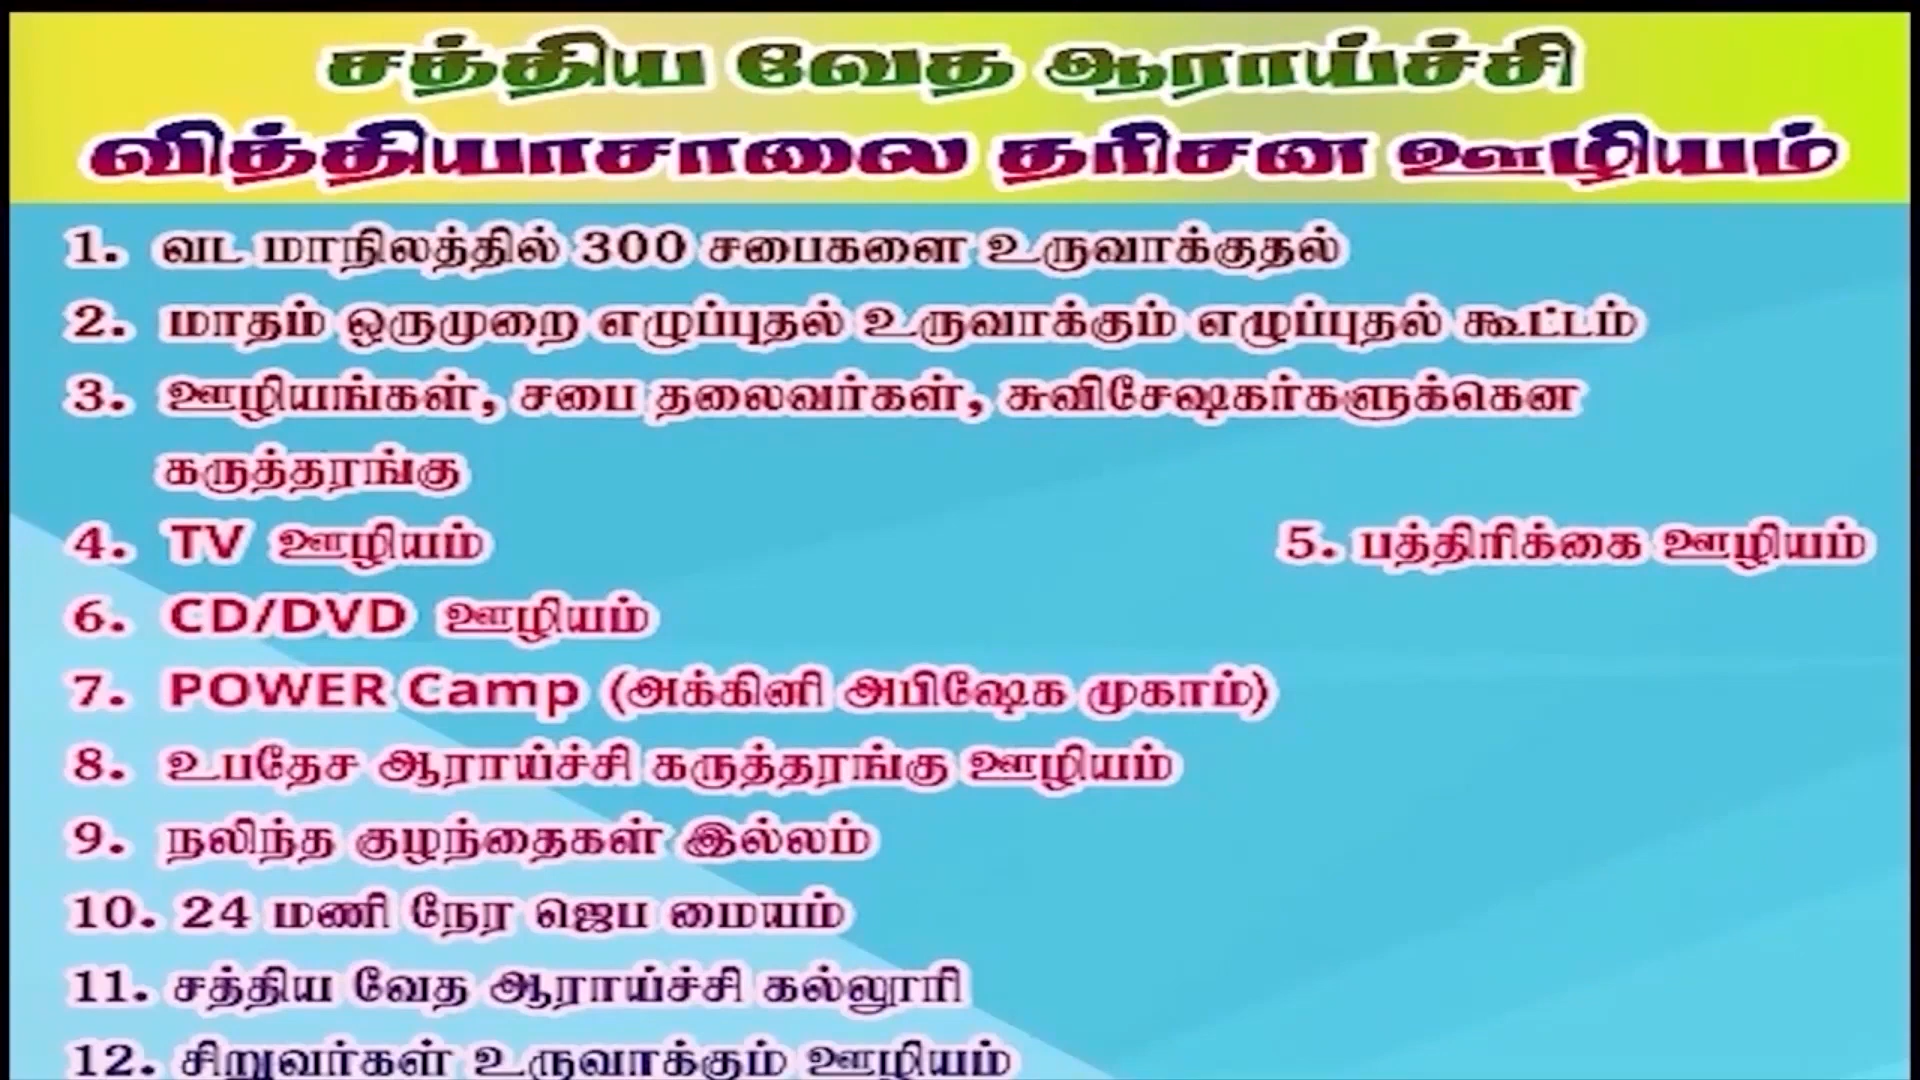 சத்திய வேத ஆராய்ச்சி
வித்தியாசாலை தரிசன ஊழியம்
1. வட மாநிலத்தில் 300 சபைகளை உருவாக்குதல்
2. மாதம் ஒருமுறை எழுப்புதல் உருவாக்கும் எழுப்புதல் கூட்டம்
3. ஊழியங்கள், சபை தலைவர்கள், சுவிசேஷகர்களுக்கென
கருத்தரங்கு
4. TV ஊழியம் 5. பத்திரிக்கை ஊழியம்
6. CD/DVD ஊழியம்
7. POWER Camp (அக்கினி அபிஷேக முகாம்)
8. உபதேச ஆராய்ச்சி கருத்தரங்கு ஊழியம்
9. நலிந்த குழந்தைகள் இல்லம்
10. 24 மணி நேர ஜெப மையம்
11. சத்திய வேத ஆராய்ச்சி கல்லூரி
12. சிறுவர்கள் உருவாக்கும் ஊழியம்